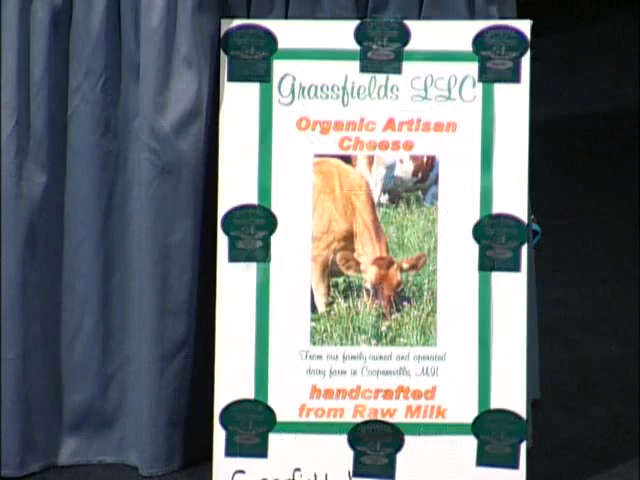 Grassfields LLC
Organic Artisan
Cheese
From our family owned and operated
dairy farm in Coopersville, MI!
handcrafted
from Raw Milk